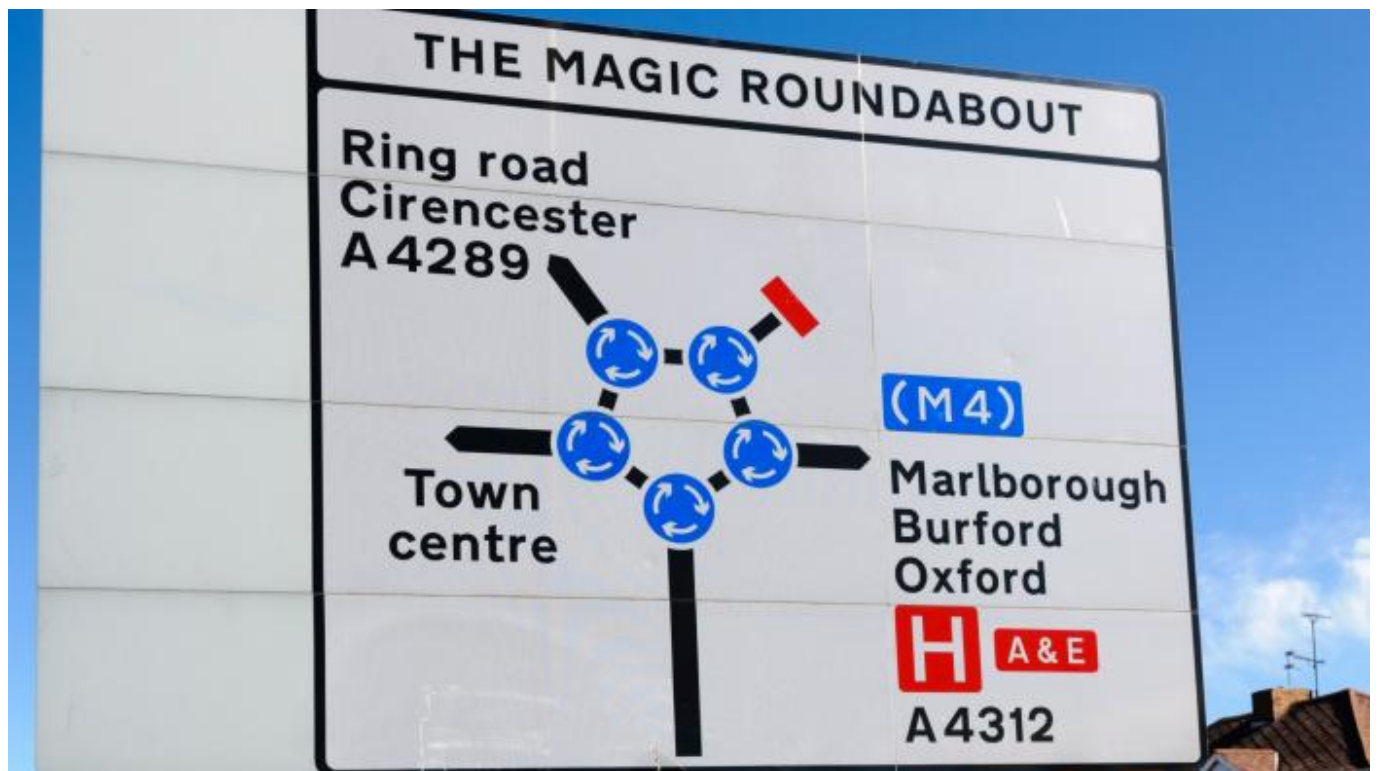 THE MAGIC ROUNDABOUT
Ring road
Cirencester
A4289
(M4)
Town
centre
Marlborough
Burford
Oxford
H A & E
A4312